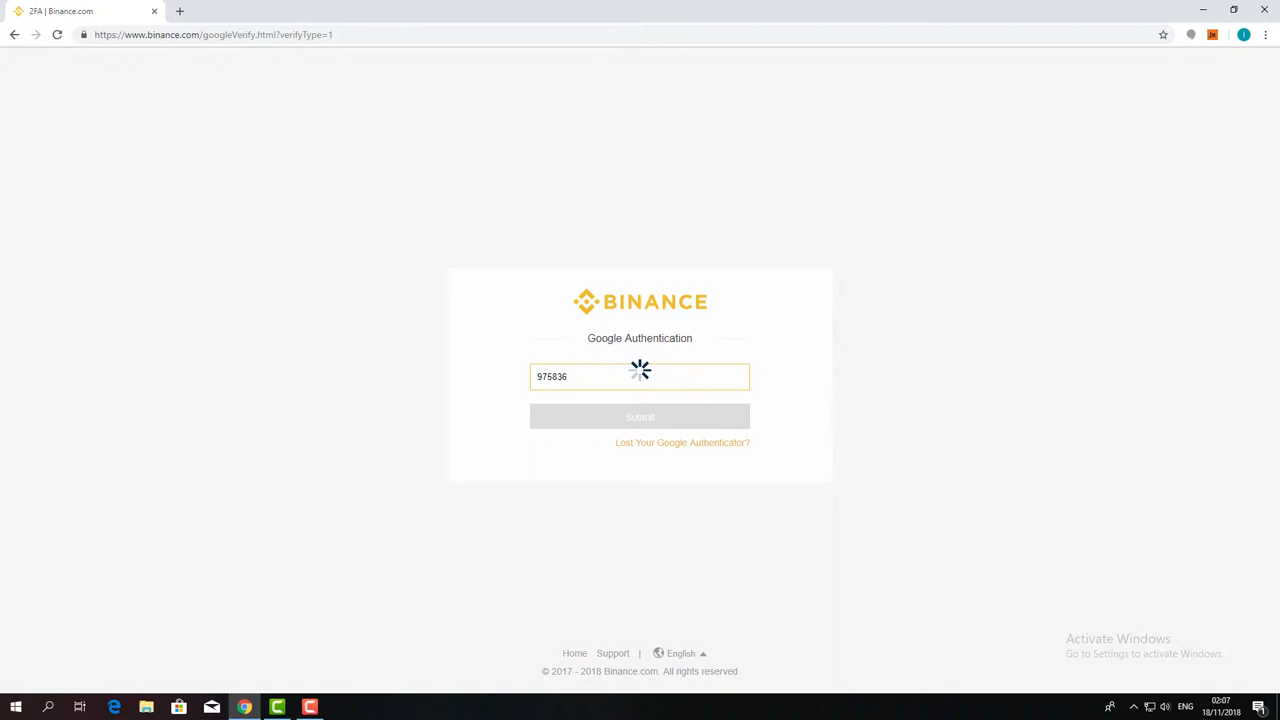 2FA | Binance.com
https://www.binance.com/googleVerify.html?verifyType=1
JX
I
BINANCE
Google Authentication
975836
Submit
Lost Your Google Authenticator?
Home Support | English
© 2017 - 2018 Binance.com. All rights reserved
Activate Windows
Go to Settings to activate Windows.
ENG
02:07
18/11/2018
1